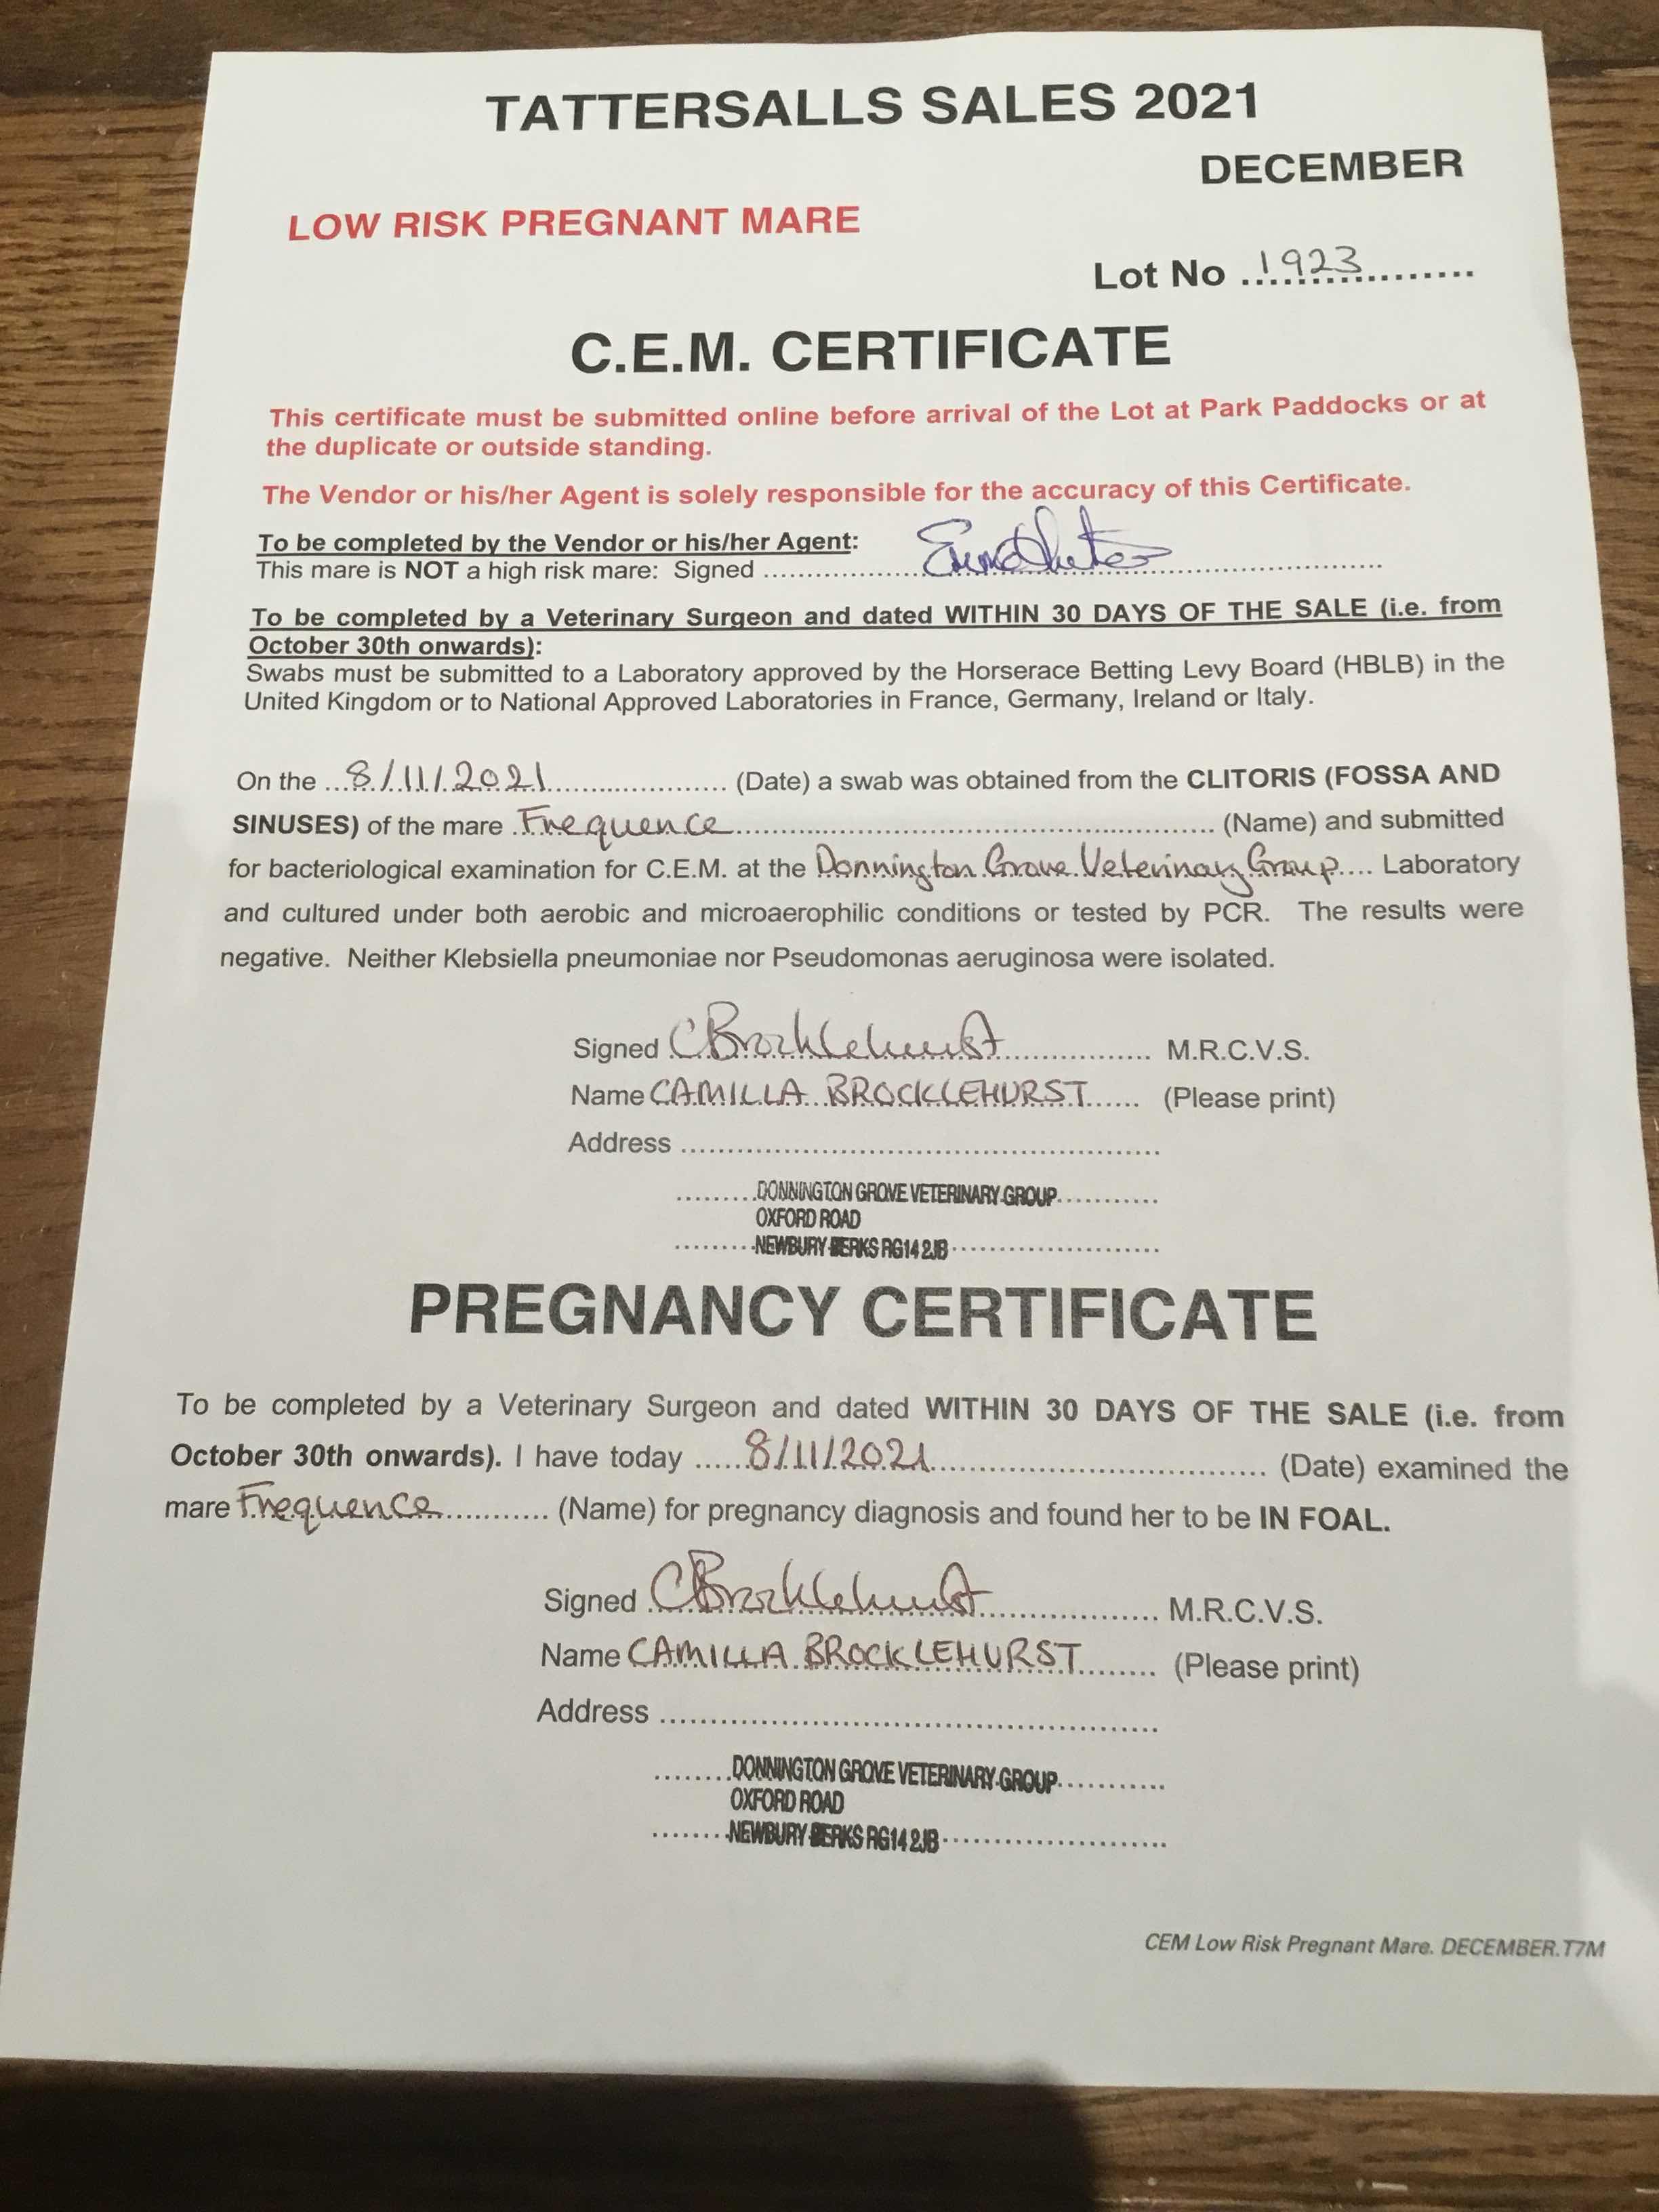 TATTERSALLS SALES 2021
DECEMBER
LOW RISK PREGNANT MARE
Lot No ...1923...
C.E.M. CERTIFICATE
This certificate must be submitted online before arrival of the Lot at Park Paddocks or at
the duplicate or outside standing.
The Vendor or his/her Agent is solely responsible for the accuracy of this Certificate.
To be completed by the Vendor or his/her Agent:
This mare is NOT a high risk mare: Signed ......
To be completed by a Veterinary Surgeon and dated WITHIN 30 DAYS OF THE SALE (i.e. from
October 30th onwards):
Swabs must be submitted to a Laboratory approved by the Horserace Betting Levy Board (HBLB) in the
United Kingdom or to National Approved Laboratories in France, Germany, Ireland or Italy.
On the ...8/11/2021... (Date) a swab was obtained from the CLITORIS (FOSSA AND
SINUSES) of the mare .Frequence... (Name) and submitted
for bacteriological examination for C.E.M. at the Donnington Grove Veterinary Group.... Laboratory
and cultured under both aerobic and microaerophilic conditions or tested by PCR. The results were
negative. Neither Klebsiella pneumoniae nor Pseudomonas aeruginosa were isolated.
Signed CBrocklehurst... M.R.C.V.S.
Name CAMILLA BROCKLEHURST... (Please print)
Address ......
DONNINGTON GROVE VETERINARY GROUP
OXFORD ROAD
NEWBURY BERKS RG14 2JB
PREGNANCY CERTIFICATE
To be completed by a Veterinary Surgeon and dated WITHIN 30 DAYS OF THE SALE (i.e. from
October 30th onwards). I have today ...8/11/2021... (Date) examined the
mare Frequence... (Name) for pregnancy diagnosis and found her to be IN FOAL.
Signed CBrocklehurst... M.R.C.V.S.
Name CAMILLA BROCKLEHURST... (Please print)
Address ......
DONNINGTON GROVE VETERINARY GROUP
OXFORD ROAD
NEWBURY BERKS RG14 2JB
CEM Low Risk Pregnant Mare. DECEMBER.T7M